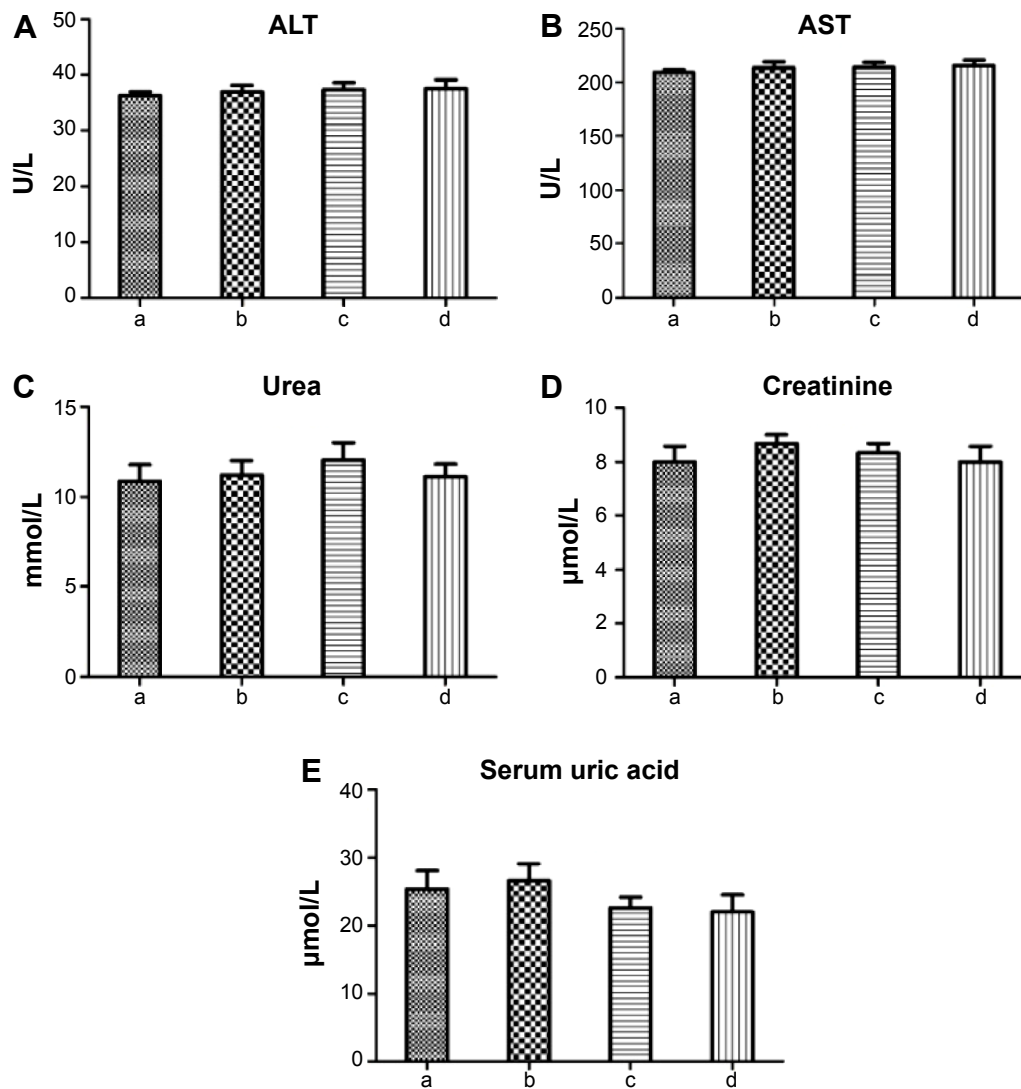 A ALT
50
40
30
20
10
0
U/L
a b c d
B AST
250
200
150
100
50
0
U/L
a b c d
C Urea
15
10
5
0
mmol/L
a b c d
D Creatinine
10
8
6
4
2
0
µmol/L
a b c d
E Serum uric acid
40
30
20
10
0
µmol/L
a b c d